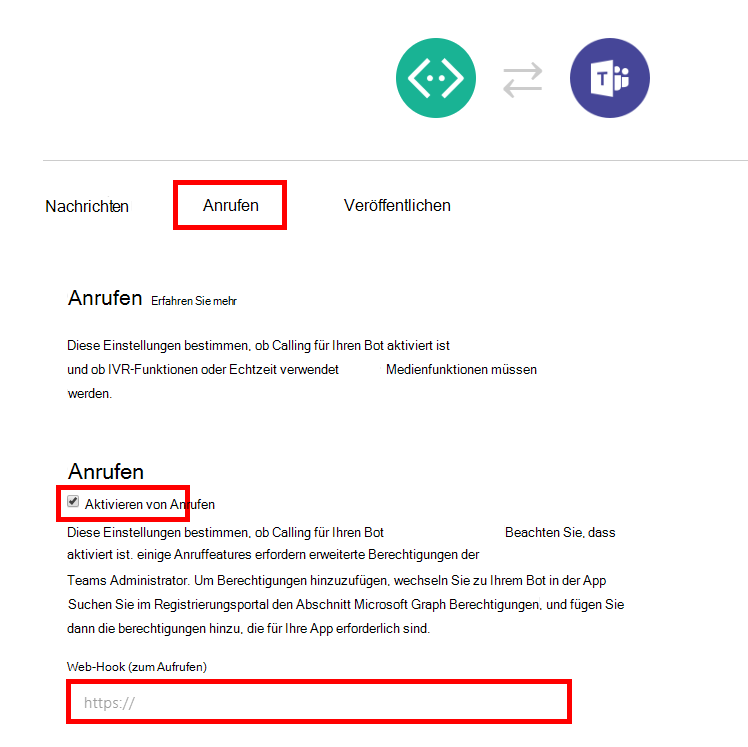 Nachrichten Anrufen Veröffentlichen
Anrufen Erfahren Sie mehr
Diese Einstellungen bestimmen, ob Calling für Ihren Bot aktiviert ist
und ob IVR-Funktionen oder Echtzeit verwendet Medienfunktionen müssen
werden.
Anrufen
Aktivieren von Anrufen
Diese Einstellungen bestimmen, ob Calling für Ihren Bot Beachten Sie, dass
aktiviert ist. einige Anruffeatures erfordern erweiterte Berechtigungen der
Teams Administrator. Um Berechtigungen hinzuzufügen, wechseln Sie zu Ihrem Bot in der App
Suchen Sie im Registrierungsportal den Abschnitt Microsoft Graph Berechtigungen, und fügen Sie
dann die berechtigungen hinzu, die für Ihre App erforderlich sind.
Web-Hook (zum Aufrufen)
https://